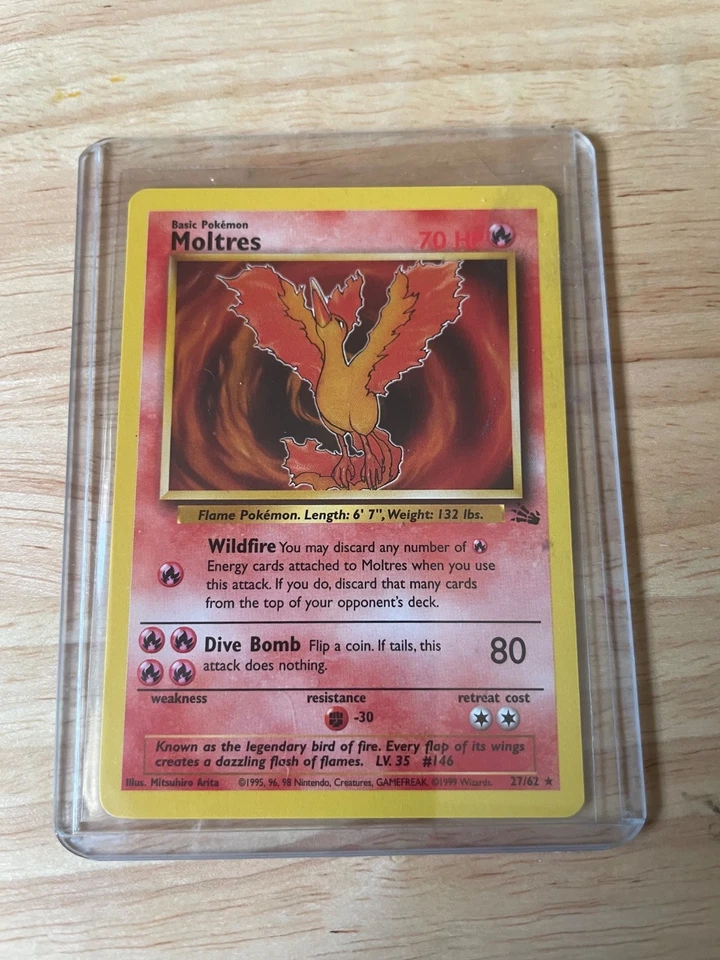 Basic Pokémon
Moltres 70 HP
Flame Pokémon. Length: 6' 7", Weight: 132 lbs.
Wildfire You may discard any number of
Energy cards attached to Moltres when you use
this attack. If you do, discard that many cards
from the top of your opponent's deck.
Dive Bomb Flip a coin. If tails, this
attack does nothing.
80
weakness resistance retreat cost
-30
Known as the legendary bird of fire. Every flap of its wings
creates a dazzling flash of flames. LV. 35 #146
Illus. Mitsuhiro Arita ©1995, 96, 98 Nintendo, Creatures, GAMEFREAK. ©1999 Wizards. 27/62 ★